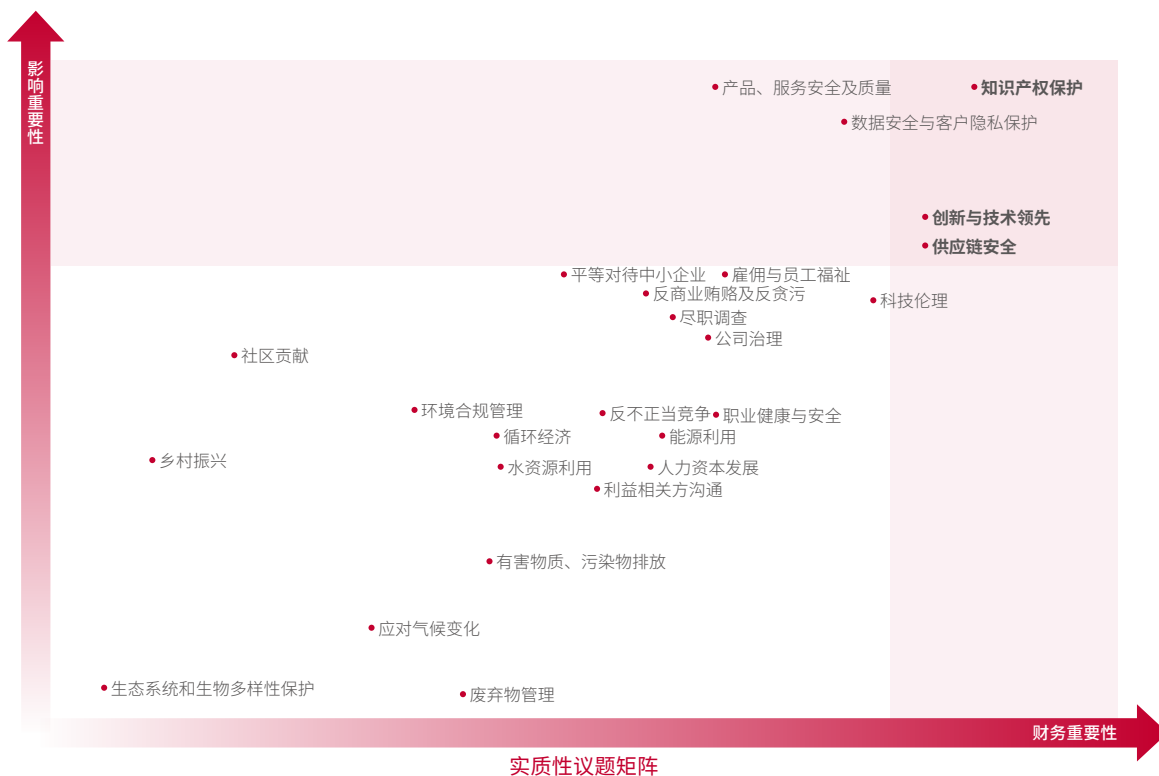 影响重要性
产品、服务安全及质量
知识产权保护
数据安全与客户隐私保护
创新与技术领先
供应链安全
平等对待中小企业
雇佣与员工福祉
反商业贿赂及反贪污
科技伦理
尽职调查
公司治理
社区贡献
环境合规管理
反不正当竞争
职业健康与安全
循环经济
能源利用
乡村振兴
水资源利用
人力资本发展
利益相关方沟通
有害物质、污染物排放
应对气候变化
生态系统和生物多样性保护
废弃物管理
财务重要性
实质性议题矩阵